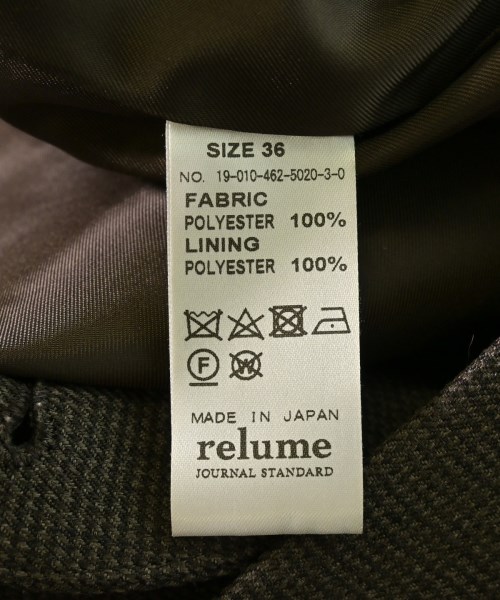 SIZE 36
NO. 19-010-462-5020-3-0
FABRIC
POLYESTER 100%
LINING
POLYESTER 100%
F W
MADE IN JAPAN
relume
JOURNAL STANDARD